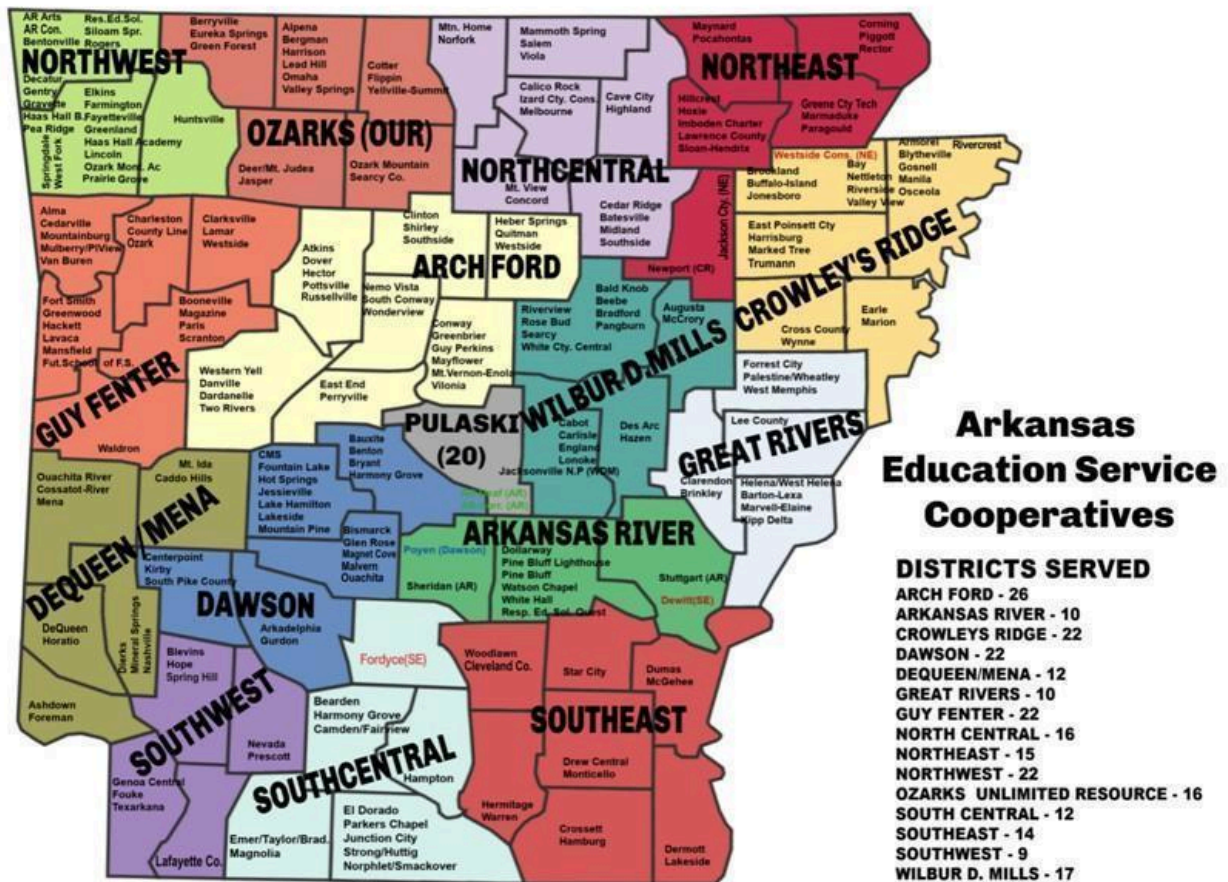 AR Arts
AR Con.
Bentonville
Res.Ed.Sol.
Siloam Spr.
Rogers
NORTHWEST
Decatur
Gentry
Gravette
Haas Hall B.
Pea Ridge
Springdale
West Fork
Elkins
Farmington
Fayetteville
Greenland
Haas Hall Academy
Lincoln
Ozark Mont. Ac
Prairie Grove
Huntsville
Berryville
Eureka Springs
Green Forest
Alpena
Bergman
Harrison
Lead Hill
Omaha
Valley Springs
Cotter
Flippin
Yellville-Summit
OZARKS (OUR)
Deer/Mt. Judea
Jasper
Ozark Mountain
Searcy Co.
Mtn. Home
Norfork
Mammoth Spring
Salem
Viola
Calico Rock
Izard Cty. Cons.
Melbourne
Cave City
Highland
NORTHCENTRAL
Mt. View
Concord
Cedar Ridge
Batesville
Midland
Southside
Maynard
Pocahontas
Corning
Piggott
Rector
NORTHEAST
Hillcrest
Hoxie
Imboden Charter
Lawrence County
Sloan-Hendrix
Greene Cty Tech
Marmaduke
Paragould
Jackson Cty. (NE)
Newport (CR)
Westside Cons. (NE)
Brookland
Buffalo-Island
Jonesboro
Bay
Nettleton
Riverside
Valley View
Armorel
Blytheville
Gosnell
Manila
Osceola
Rivercrest
East Poinsett Cty
Harrisburg
Marked Tree
Trumann
CROWLEY'S RIDGE
Cross County
Wynne
Earle
Marion
Alma
Cedarville
Mountainburg
Mulberry/PlView
Van Buren
Charleston
County Line
Ozark
Clarksville
Lamar
Westside
Fort Smith
Greenwood
Hackett
Lavaca
Mansfield
Fut.School of F.S.
Booneville
Magazine
Paris
Scranton
GUY FENTER
Waldron
Atkins
Dover
Hector
Pottsville
Russellville
Clinton
Shirley
Southside
Heber Springs
Quitman
Westside
ARCH FORD
Nemo Vista
South Conway
Wonderview
Conway
Greenbrier
Guy Perkins
Mayflower
Mt.Vernon-Enola
Vilonia
Western Yell
Danville
Dardanelle
Two Rivers
East End
Perryville
Riverview
Rose Bud
Searcy
White Cty. Central
Bald Knob
Beebe
Bradford
Pangburn
Augusta
McCrory
WILBUR D. MILLS
Cabot
Carlisle
England
Lonoke
Jacksonville N.P (WDM)
Des Arc
Hazen
PULASKI
(20)
Forrest City
Palestine/Wheatley
West Memphis
Lee County
GREAT RIVERS
Clarendon
Brinkley
Helena/West Helena
Barton-Lexa
Marvell-Elaine
Kipp Delta
Ouachita River
Cossatot-River
Mena
Mt. Ida
Caddo Hills
DEQUEEN/MENA
DeQueen
Horatio
Dierks
Mineral Springs
Nashville
Ashdown
Foreman
CMS
Fountain Lake
Hot Springs
Jessieville
Lake Hamilton
Lakeside
Mountain Pine
Bauxite
Benton
Bryant
Harmony Grove
Bismarck
Glen Rose
Magnet Cove
Malvern
Ouachita
Centerpoint
Kirby
South Pike County
DAWSON
Arkadelphia
Gurdon
ARKANSAS RIVER
Poyen (Dawson)
Sheridan (AR)
Dollarway
Pine Bluff Lighthouse
Pine Bluff
Watson Chapel
White Hall
Resp. Ed. Sol. Quest
Stuttgart (AR)
Dewitt(SE)
Blevins
Hope
Spring Hill
SOUTHWEST
Nevada
Prescott
Genoa Central
Fouke
Texarkana
Lafayette Co.
Fordyce(SE)
Bearden
Harmony Grove
Camden/Fairview
SOUTHCENTRAL
Hampton
Emer/Taylor/Brad.
Magnolia
El Dorado
Parkers Chapel
Junction City
Strong/Huttig
Norphlet/Smackover
Woodlawn
Cleveland Co.
Star City
Dumas
McGehee
SOUTHEAST
Drew Central
Monticello
Hermitage
Warren
Crossett
Hamburg
Dermott
Lakeside
Arkansas
Education Service
Cooperatives
DISTRICTS SERVED
ARCH FORD - 26
ARKANSAS RIVER - 10
CROWLEYS RIDGE - 22
DAWSON - 22
DEQUEEN/MENA - 12
GREAT RIVERS - 10
GUY FENTER - 22
NORTH CENTRAL - 16
NORTHEAST - 15
NORTHWEST - 22
OZARKS UNLIMITED RESOURCE - 16
SOUTH CENTRAL - 12
SOUTHEAST - 14
SOUTHWEST - 9
WILBUR D. MILLS - 17